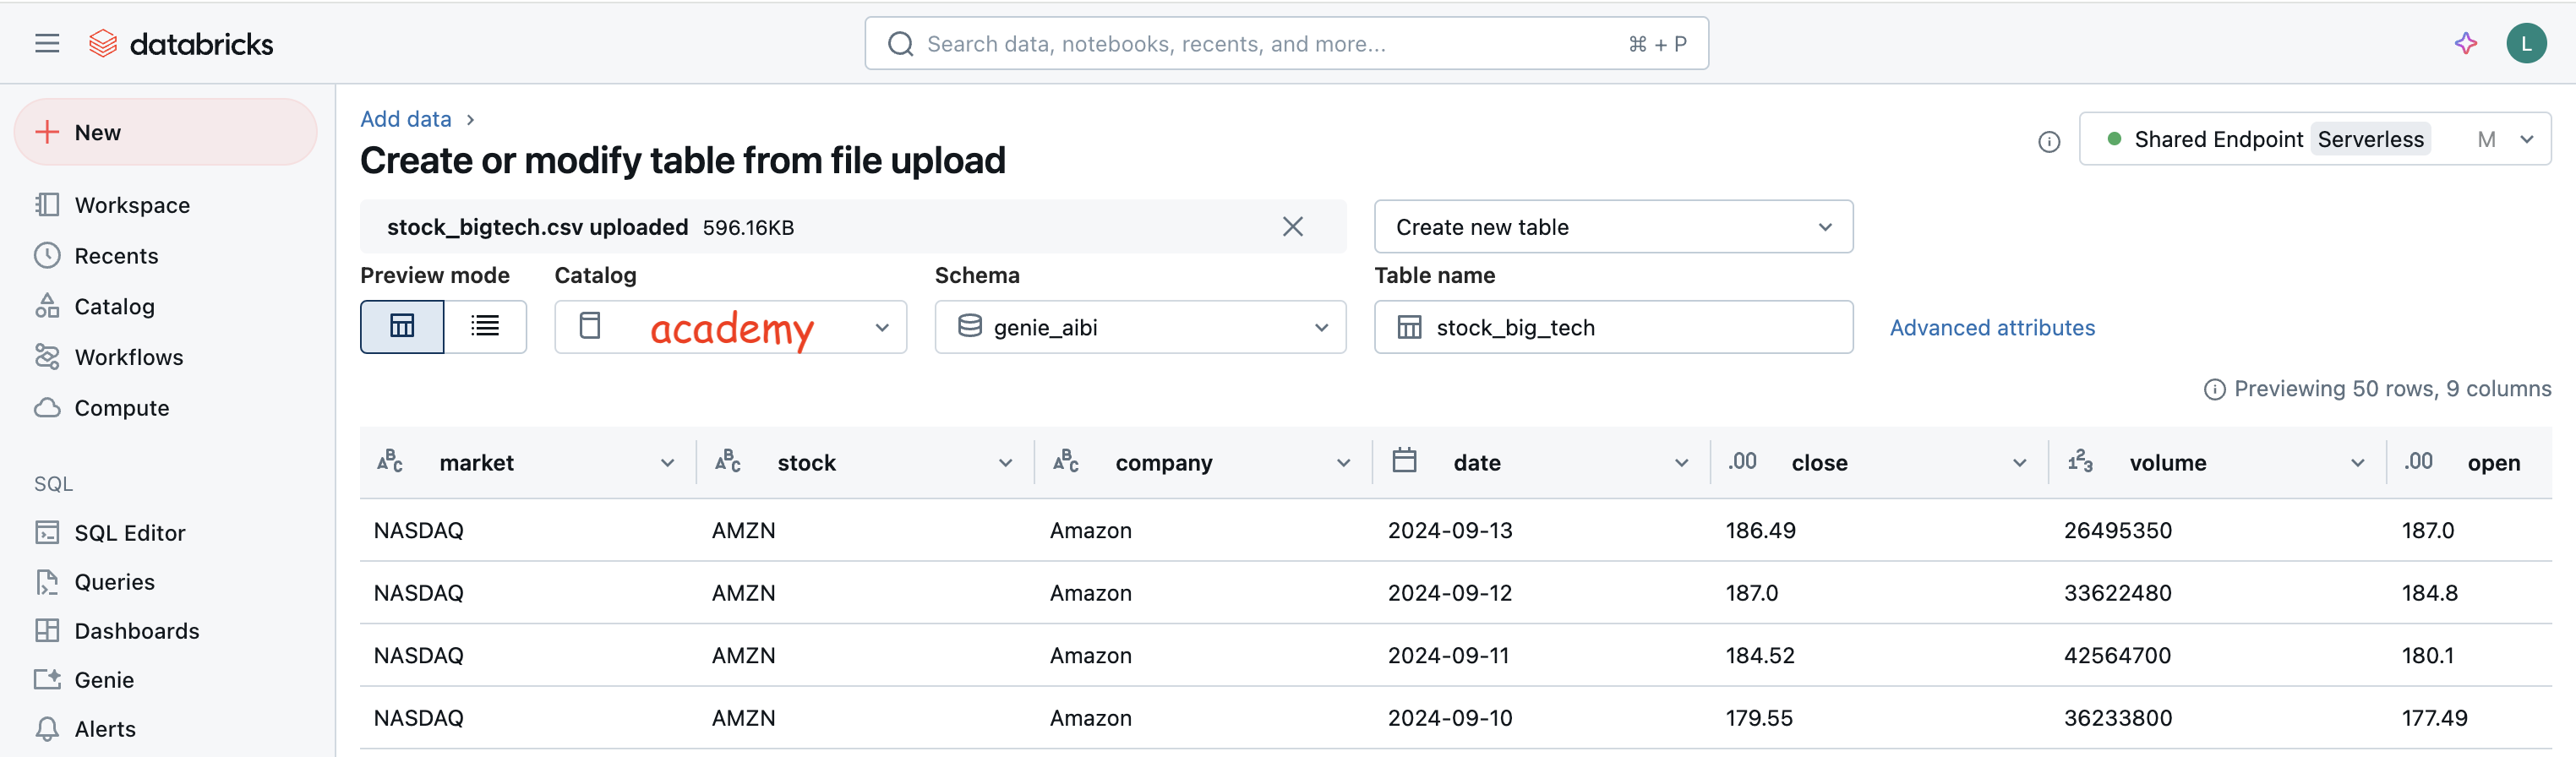 databricks
Search data, notebooks, recents, and more...
⌘ + P
L
New
Workspace
Recents
Catalog
Workflows
Compute
SQL
SQL Editor
Queries
Dashboards
Genie
Alerts
Add data ›
Create or modify table from file upload
Shared Endpoint Serverless M
stock_bigtech.csv uploaded 596.16KB
Create new table
Preview mode Catalog Schema Table name
academy genie_aibi stock_big_tech Advanced attributes
Previewing 50 rows, 9 columns
market stock company date .00 close 123 volume .00 open
NASDAQ AMZN Amazon 2024-09-13 186.49 26495350 187.0
NASDAQ AMZN Amazon 2024-09-12 187.0 33622480 184.8
NASDAQ AMZN Amazon 2024-09-11 184.52 42564700 180.1
NASDAQ AMZN Amazon 2024-09-10 179.55 36233800 177.49